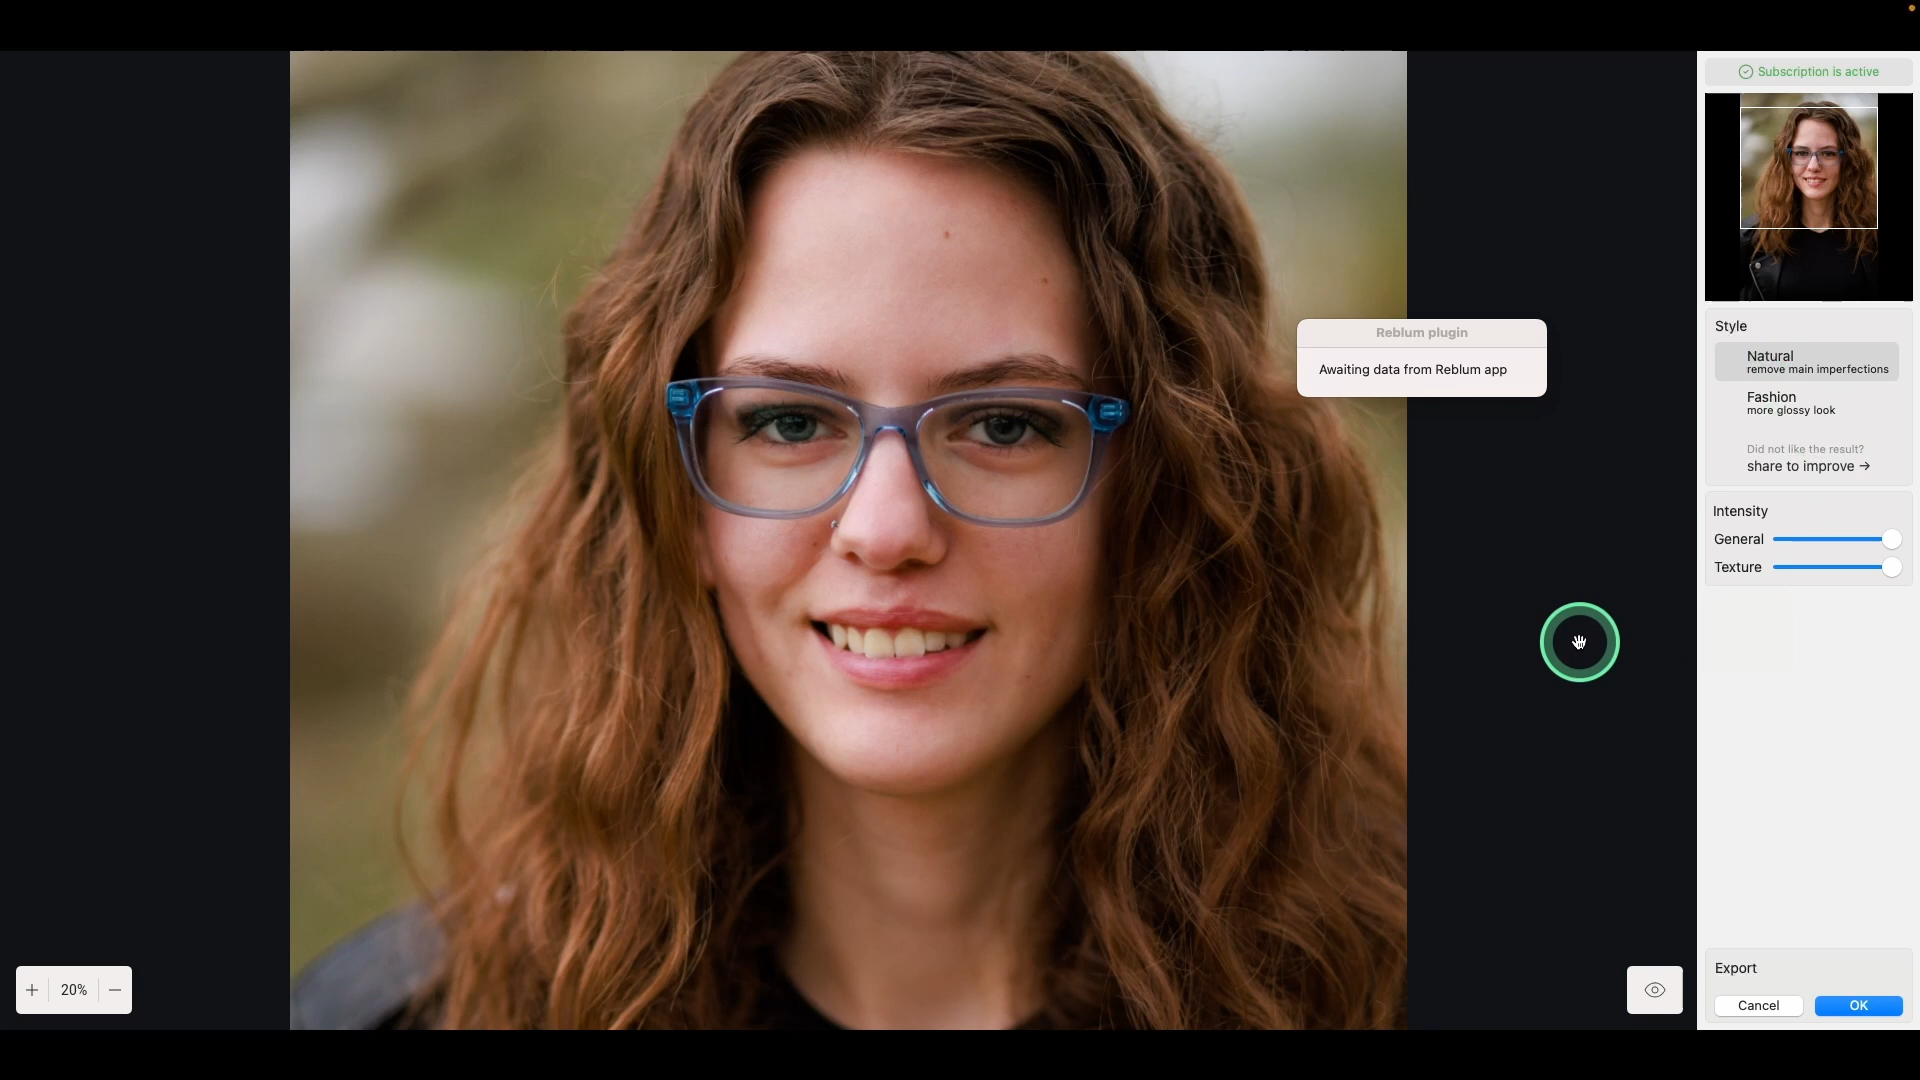 Subscription is active
Reblum plugin
Awaiting data from Reblum app
Style
Natural
remove main imperfections
Fashion
more glossy look
Did not like the result?
share to improve →
Intensity
General
Texture
+ 20% −
Export
Cancel OK